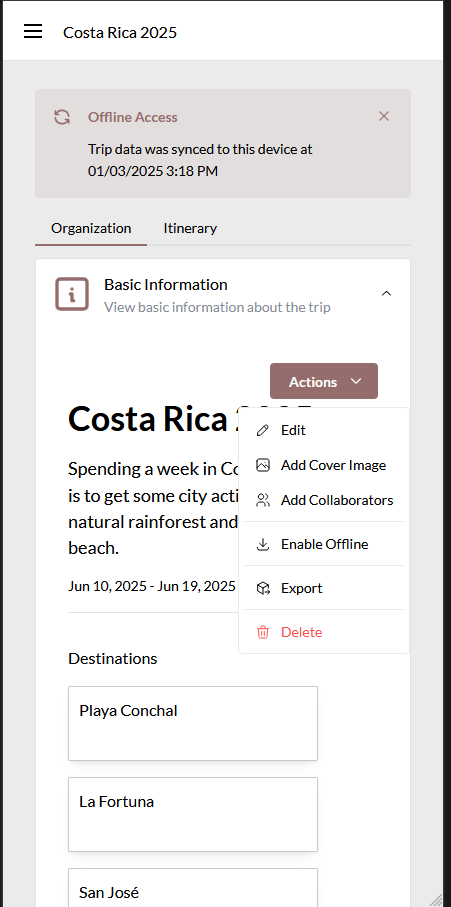 Costa Rica 2025
Offline Access
Trip data was synced to this device at
01/03/2025 3:18 PM
Organization
Itinerary
Basic Information
View basic information about the trip
Actions
Costa Rica
Edit
Add Cover Image
Add Collaborators
Enable Offline
Export
Delete
Spending a week in
is to get some city
natural rainforest and
beach.
Jun 10, 2025 - Jun 19, 2025
Destinations
Playa Conchal
La Fortuna
San José